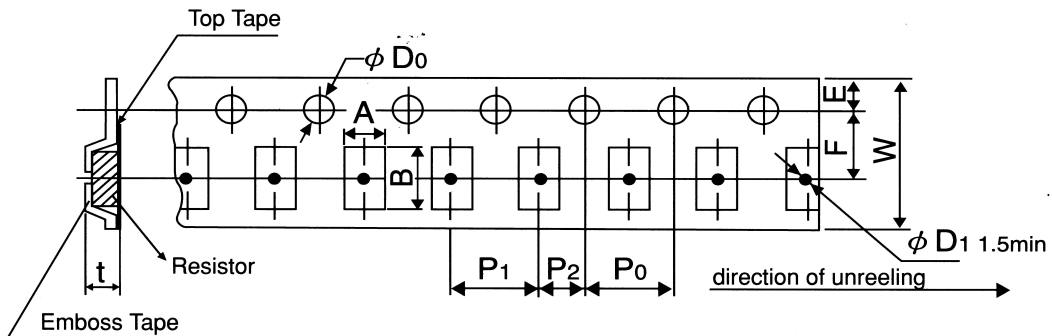 Top Tape
φ D0
A
B
E
F
W
φ D1 1.5min
P1
P2
P0
direction of unreeling
t
Resistor
Emboss Tape